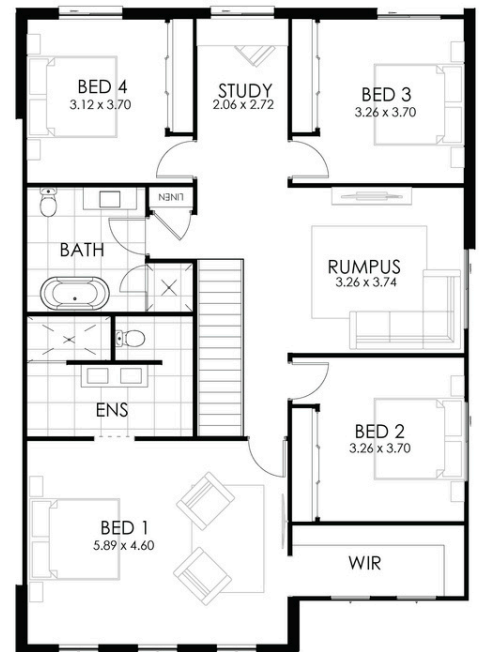 BED 4
3.12 x 3.70
STUDY
2.06 x 2.72
BED 3
3.26 x 3.70
LINEN
BATH
RUMPUS
3.26 x 3.74
ENS
BED 2
3.26 x 3.70
BED 1
5.89 x 4.60
WIR